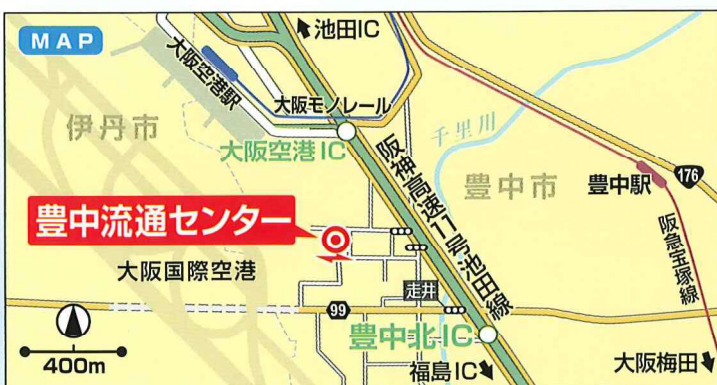 MAP
池田IC
大阪空港駅
大阪モノレール
伊丹市
大阪空港IC
千里川
阪神高速11号池田線
豊中市
豊中駅
176
阪急宝塚線
豊中流通センター
大阪国際空港
走井
99
豊中北IC
400m
福島IC
大阪梅田